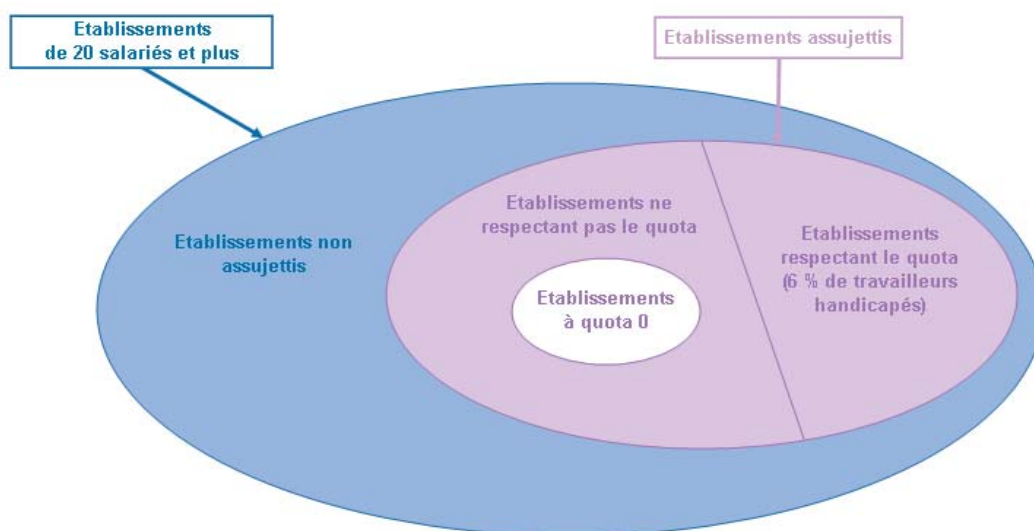 Etablissements
de 20 salariés et plus
Etablissements assujettis
Etablissements non
assujettis
Etablissements ne
respectant pas le quota
Etablissements
à quota 0
Etablissements
respectant le quota
(6 % de travailleurs
handicapés)